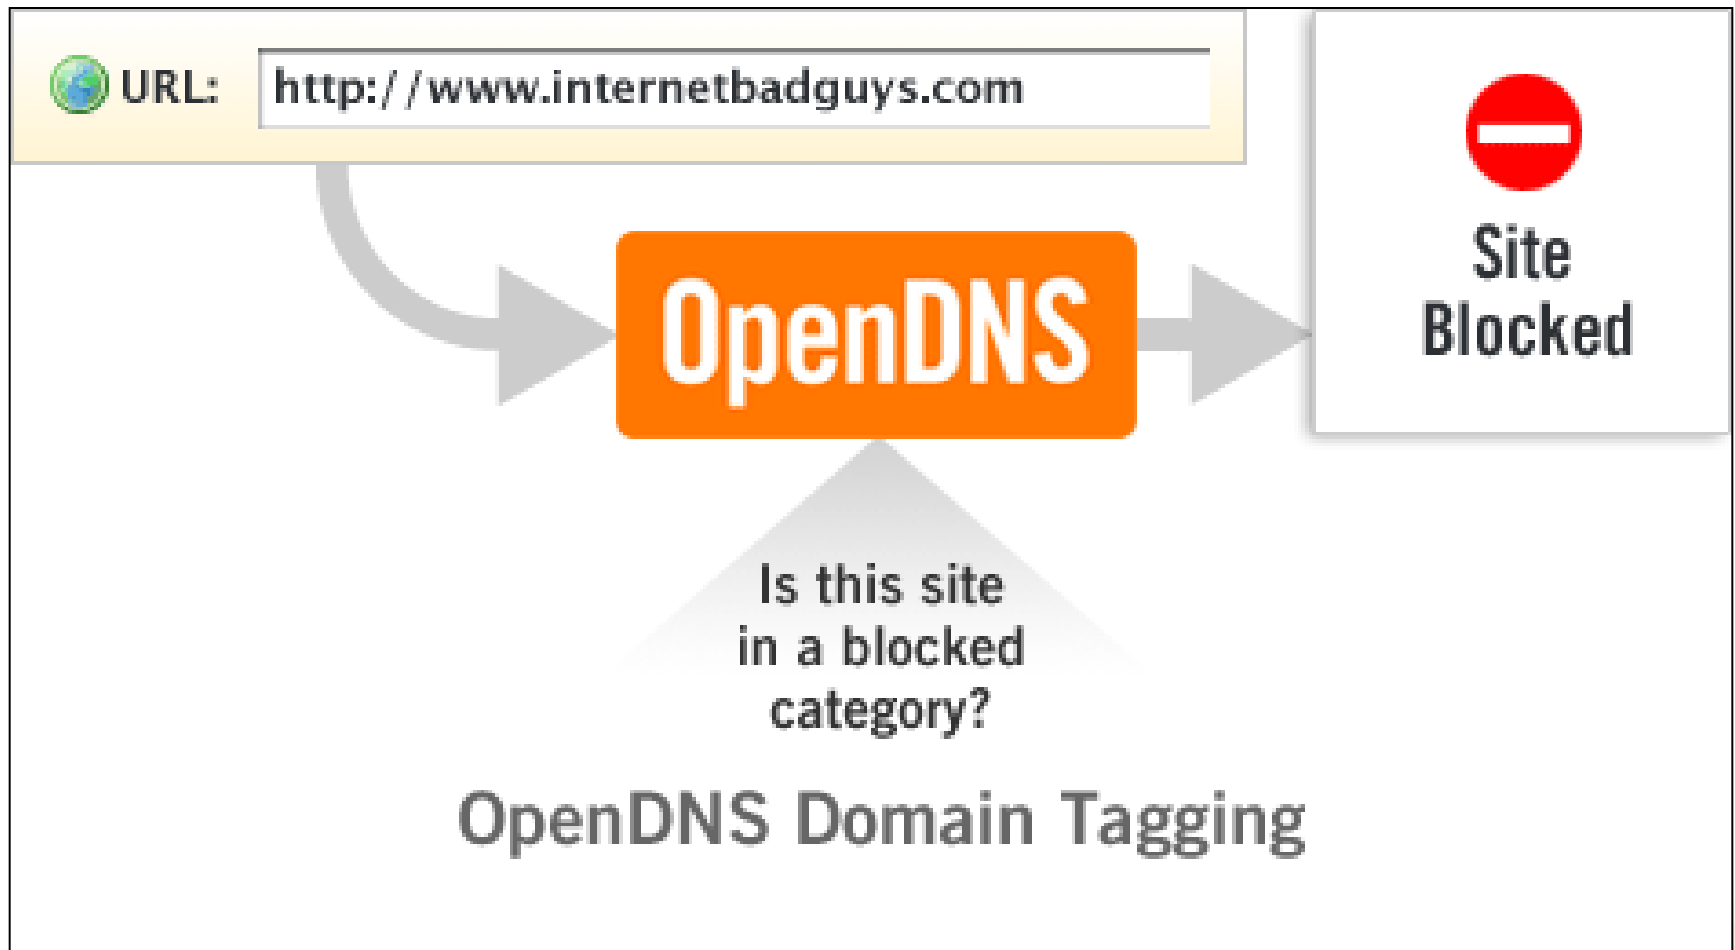 URL: http://www.internetbadguys.com
OpenDNS
Site
Blocked
Is this site
in a blocked
category?
OpenDNS Domain Tagging